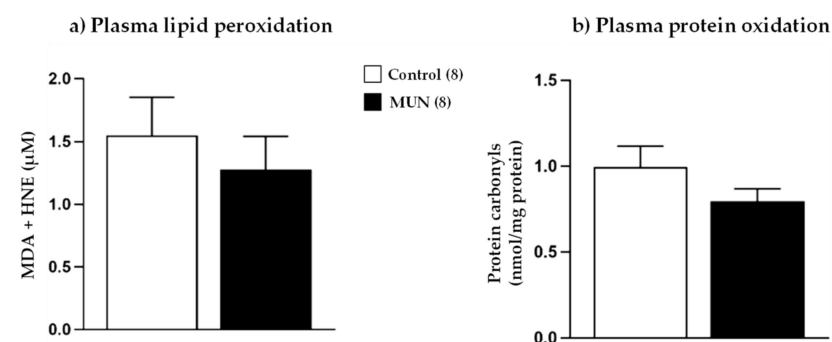 a) Plasma lipid peroxidation
MDA + HNE (μM)
2.0
1.5
1.0
0.5
0.0
Control (8)
MUN (8)
b) Plasma protein oxidation
Protein carbonyls
(nmol/mg protein)
1.5
1.0
0.5
0.0